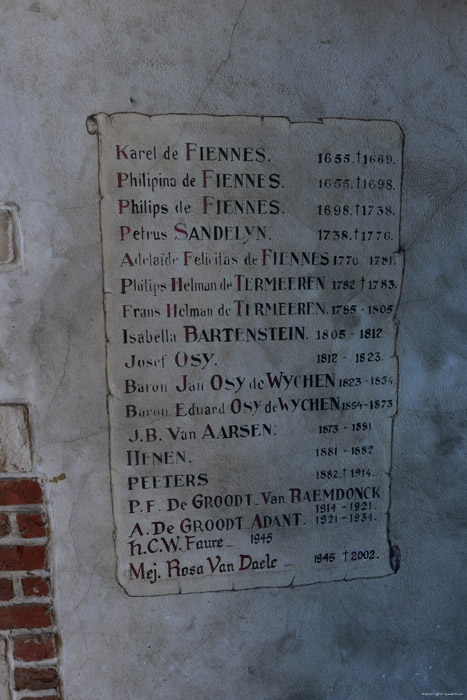 Karel de FIENNES. 1655.†1669.
Philipina de FIENNES. 1655.†1698.
Philips de FIENNES. 1698.†1738.
Petrus SANDELYN. 1738.†1776.
Adelaïde Felicitas de FIENNES 1776 1781.
Philips Helman de TERMEEREN 1782 †1783.
Frans Helman de TERMEEREN. 1785 - 1805
Isabella BARTENSTEIN. 1805 - 1812
Josef OSY. 1812 - 1823.
Baron Jan OSY de WYCHEN 1823 - 1854.
Baron Eduard OSY de WYCHEN 1854-1873
J.B. Van AARSEN. 1873 - 1881
HENEN. 1881 - 1882
PEETERS 1882.† 1914.
P.F. De GROODT_Van RAEMDONCK
1914 - 1921.
A. De GROODT_ADANT. 1921 - 1934.
h.C.W. Faure_ 1945
Mej. Rosa Van Daele _ 1945 † 2002.